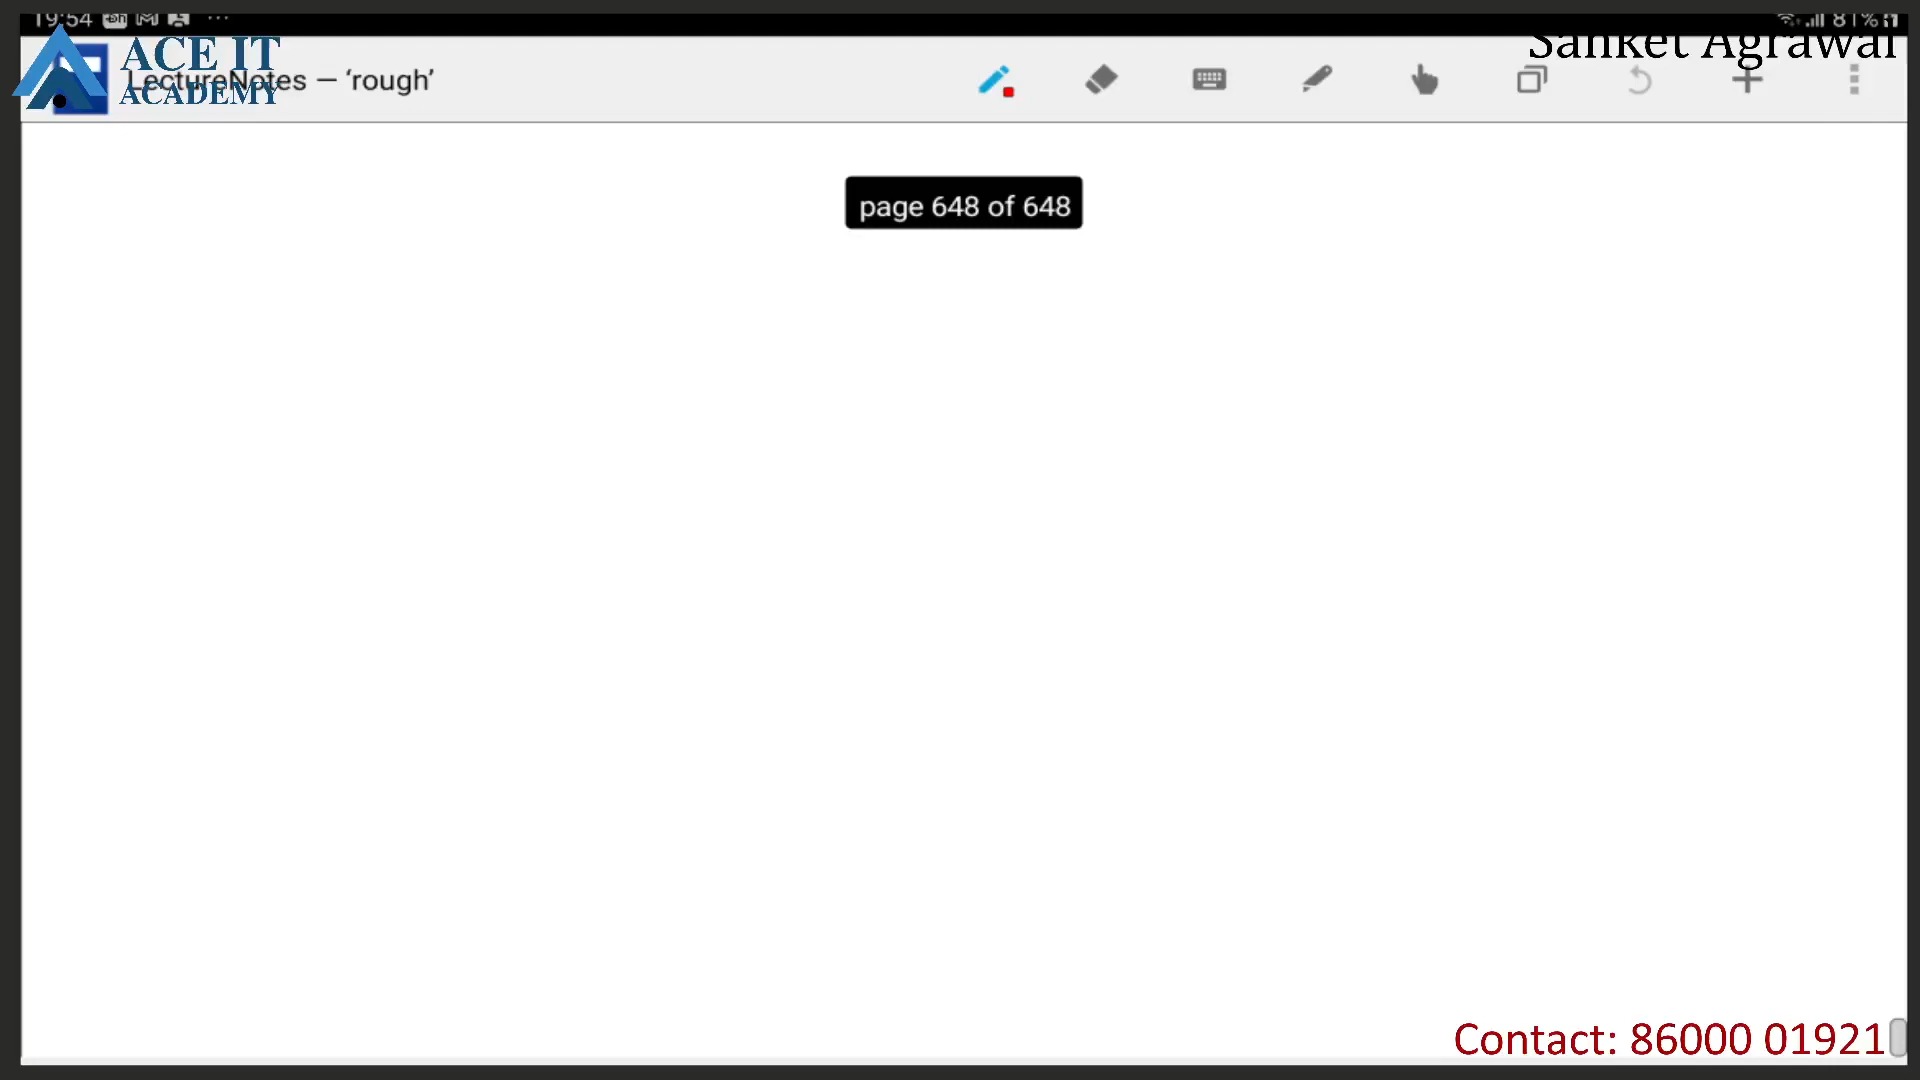 19:54
81%
Sanket Agrawal
ACE IT
ACADEMY
LectureNotes — ‘rough’
page 648 of 648
Contact: 86000 01921